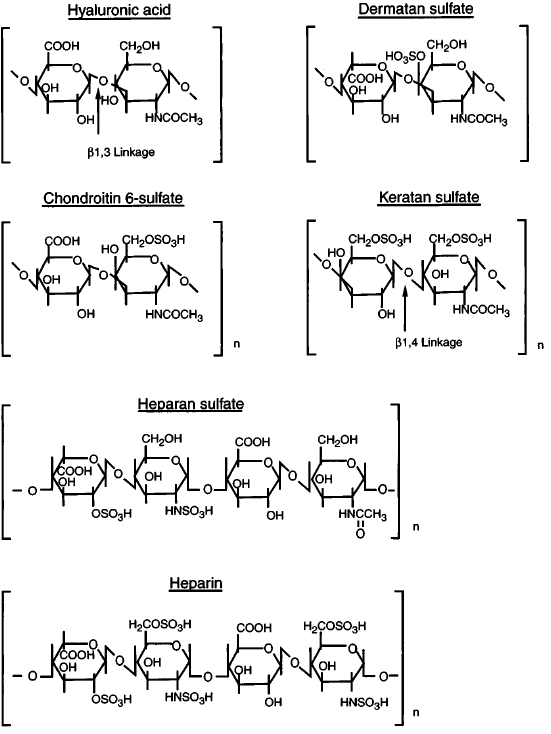 Hyaluronic acid
COOH
CH₂OH
O
O
O
OH
HO
O
O
OH
HNCOCH₃
β1,3 Linkage
Dermatan sulfate
HO₃SO
CH₂OH
O
O
O
COOH
OH
O
O
OH
HNCOCH₃
Chondroitin 6-sulfate
COOH
HO
CH₂OSO₃H
O
O
O
OH
O
O
OH
HNCOCH₃
n
Keratan sulfate
HO
CH₂OSO₃H
CH₂OSO₃H
O
O
O
OH
O
O
OH
HNCOCH₃
β1,4 Linkage
n
Heparan sulfate
CH₂OH
COOH
CH₂OH
O
O
O
O
COOH
OH
O
OH
O
OH
O
OH
O
O
OSO₃H
HNSO₃H
OH
HNCCH₃
O
n
Heparin
H₂COSO₃H
COOH
H₂COSO₃H
O
O
O
O
COOH
OH
O
OH
O
OH
O
OH
O
O
OSO₃H
HNSO₃H
OH
HNSO₃H
n